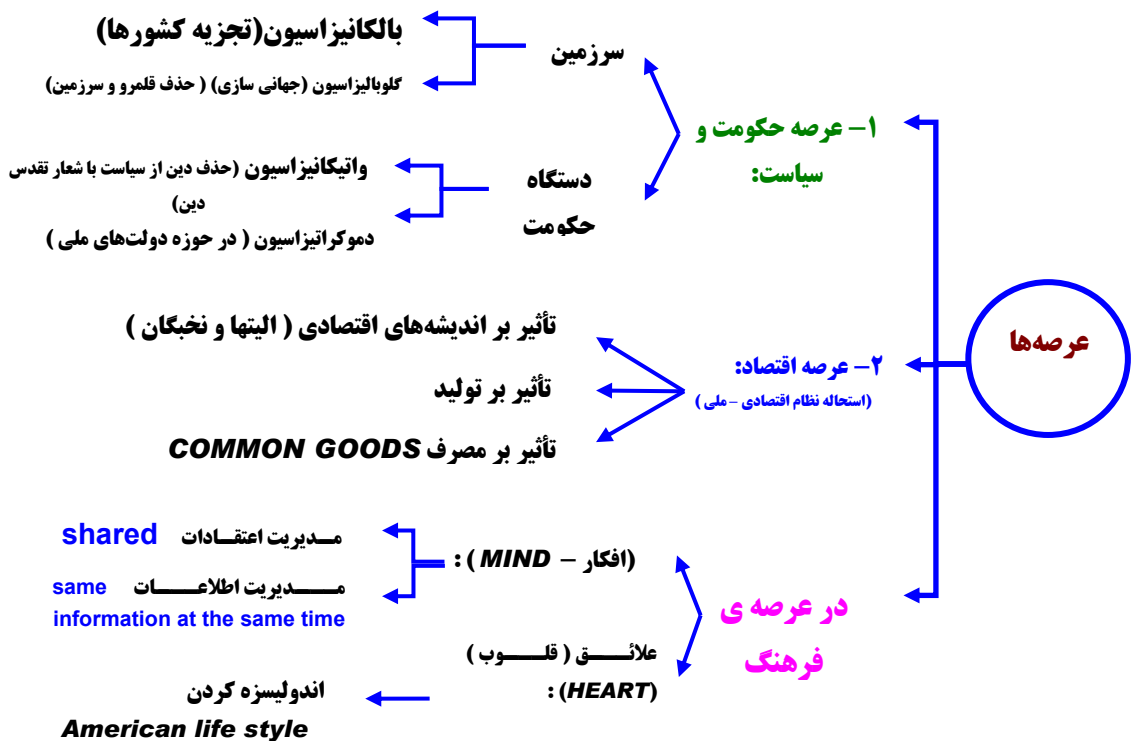 عرصه‌ها
۱- عرصه حکومت و
سیاست:
سرزمین
بالکانیزاسیون(تجزیه کشورها)
گلوبالیزاسیون (جهانی سازی) ( حذف قلمرو و سرزمین)
دستگاه
حکومت
واتیکانیزاسیون (حذف دین از سیاست با شعار تقدس
دین)
دموکراتیزاسیون ( در حوزه دولت‌های ملی )
۲- عرصه اقتصاد:
(استحاله نظام اقتصادی – ملی )
تأثیر بر اندیشه‌های اقتصادی ( الیتها و نخبگان )
تأثیر بر تولید
تأثیر بر مصرف COMMON GOODS
در عرصه ی
فرهنگ
(افکار – MIND ) :
مــدیریت اعتقــادات shared
مـــــدیریت اطلاعـــــات same
information at the same time
علائـــــق ( قلـــــوب )
(HEART) :
اندولیسزه کردن
American life style